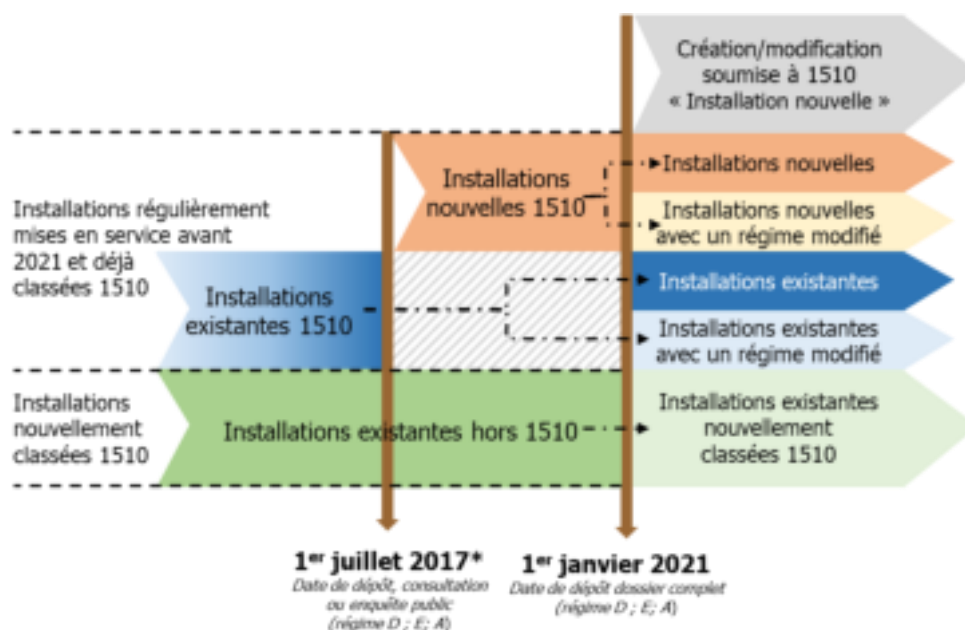 Création/modification
soumise à 1510
« Installation nouvelle »
Installations régulièrement
mises en service avant
2021 et déjà
classées 1510
Installations
nouvelles 1510
Installations nouvelles
Installations nouvelles
avec un régime modifié
Installations
existantes 1510
Installations existantes
Installations existantes
avec un régime modifié
Installations
nouvellement
classées 1510
Installations existantes hors 1510
Installations existantes
nouvellement
classées 1510
1er juillet 2017*
Date de dépôt, consultation
ou enquête public
(régime D ; E; A)
1er janvier 2021
Date de dépôt dossier complet
(régime D ; E; A)